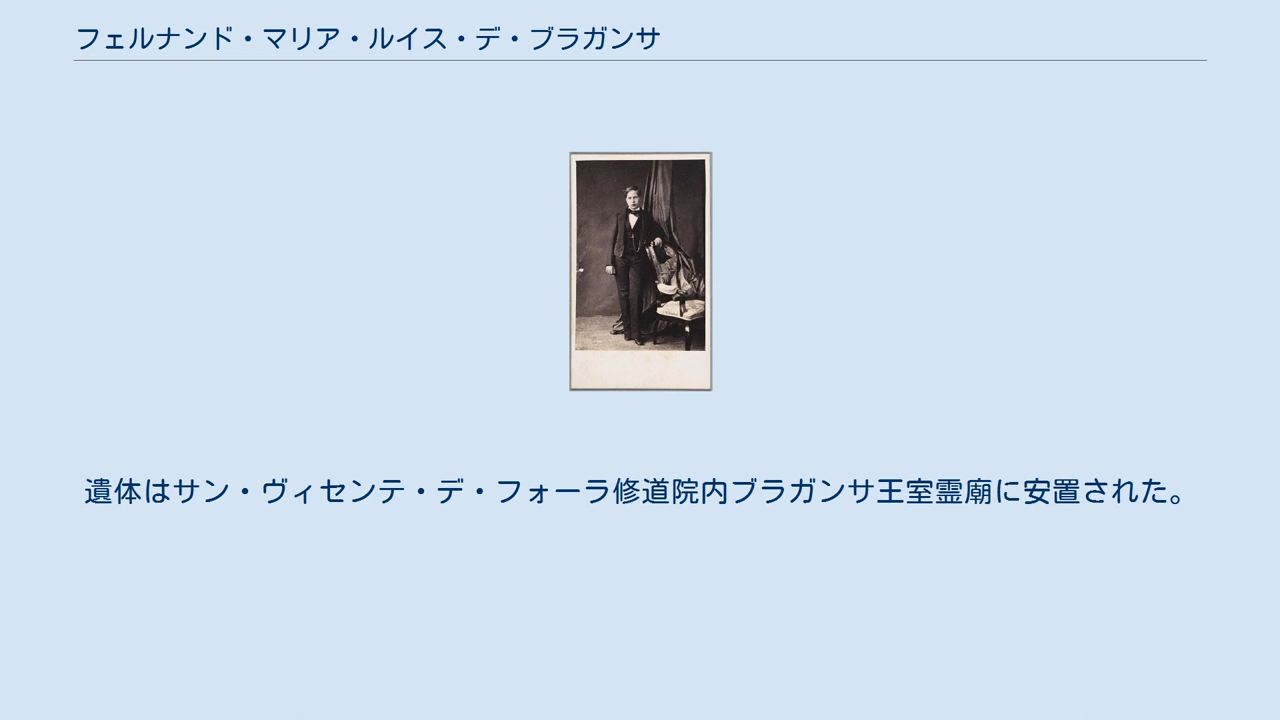 フェルナンド・マリア・ルイス・デ・ブラガンサ
遺体はサン・ヴィセンテ・デ・フォーラ修道院内ブラガンサ王室霊廟に安置された。